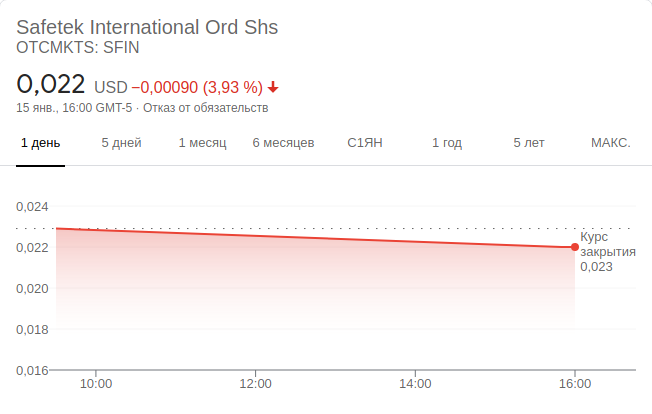 Safetek International Ord Shs
OTCMKTS: SFIN
0,022 USD −0,00090 (3,93 %)
15 янв., 16:00 GMT-5 · Отказ от обязательств
1 день 5 дней 1 месяц 6 месяцев С1ЯН 1 год 5 лет МАКС.
0,024
0,022
0,020
0,018
0,016
Курс
закрытия
0,023
10:00 12:00 14:00 16:00